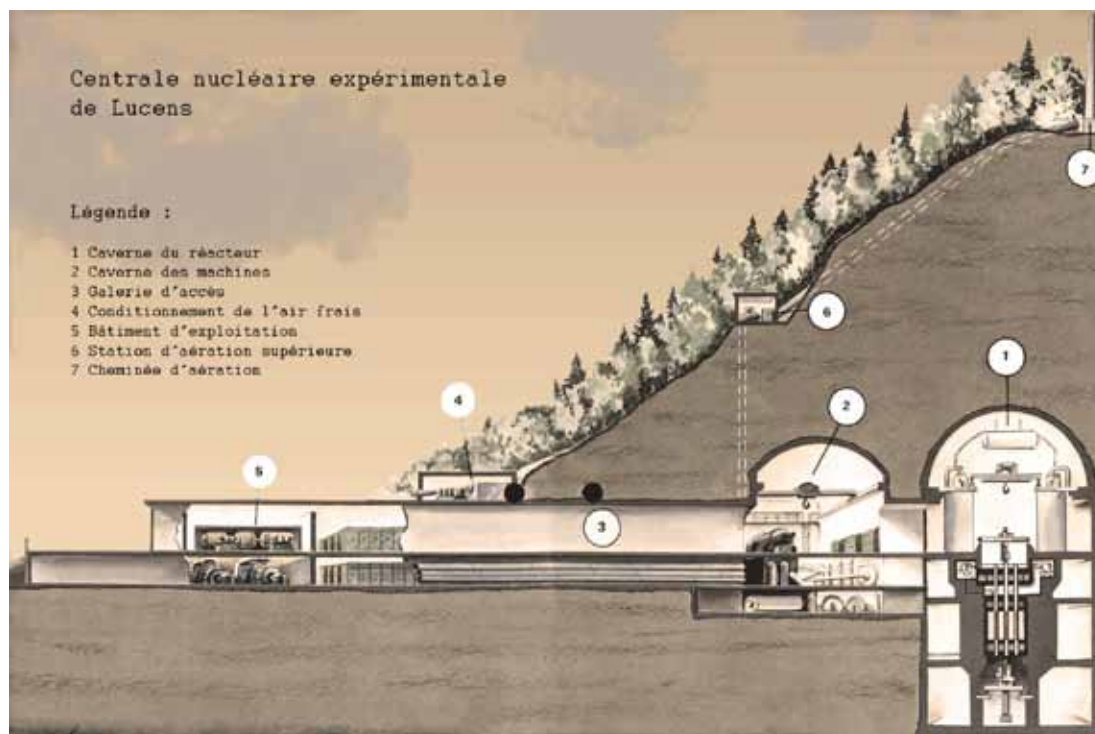 Centrale nucléaire expérimentale
de Lucens
Légende :
1 Caverne du réacteur
2 Caverne des machines
3 Galerie d'accès
4 Conditionnement de l'air frais
5 Bâtiment d'exploitation
6 Station d'aération supérieure
7 Cheminée d'aération
7
6
1
2
4
5
3